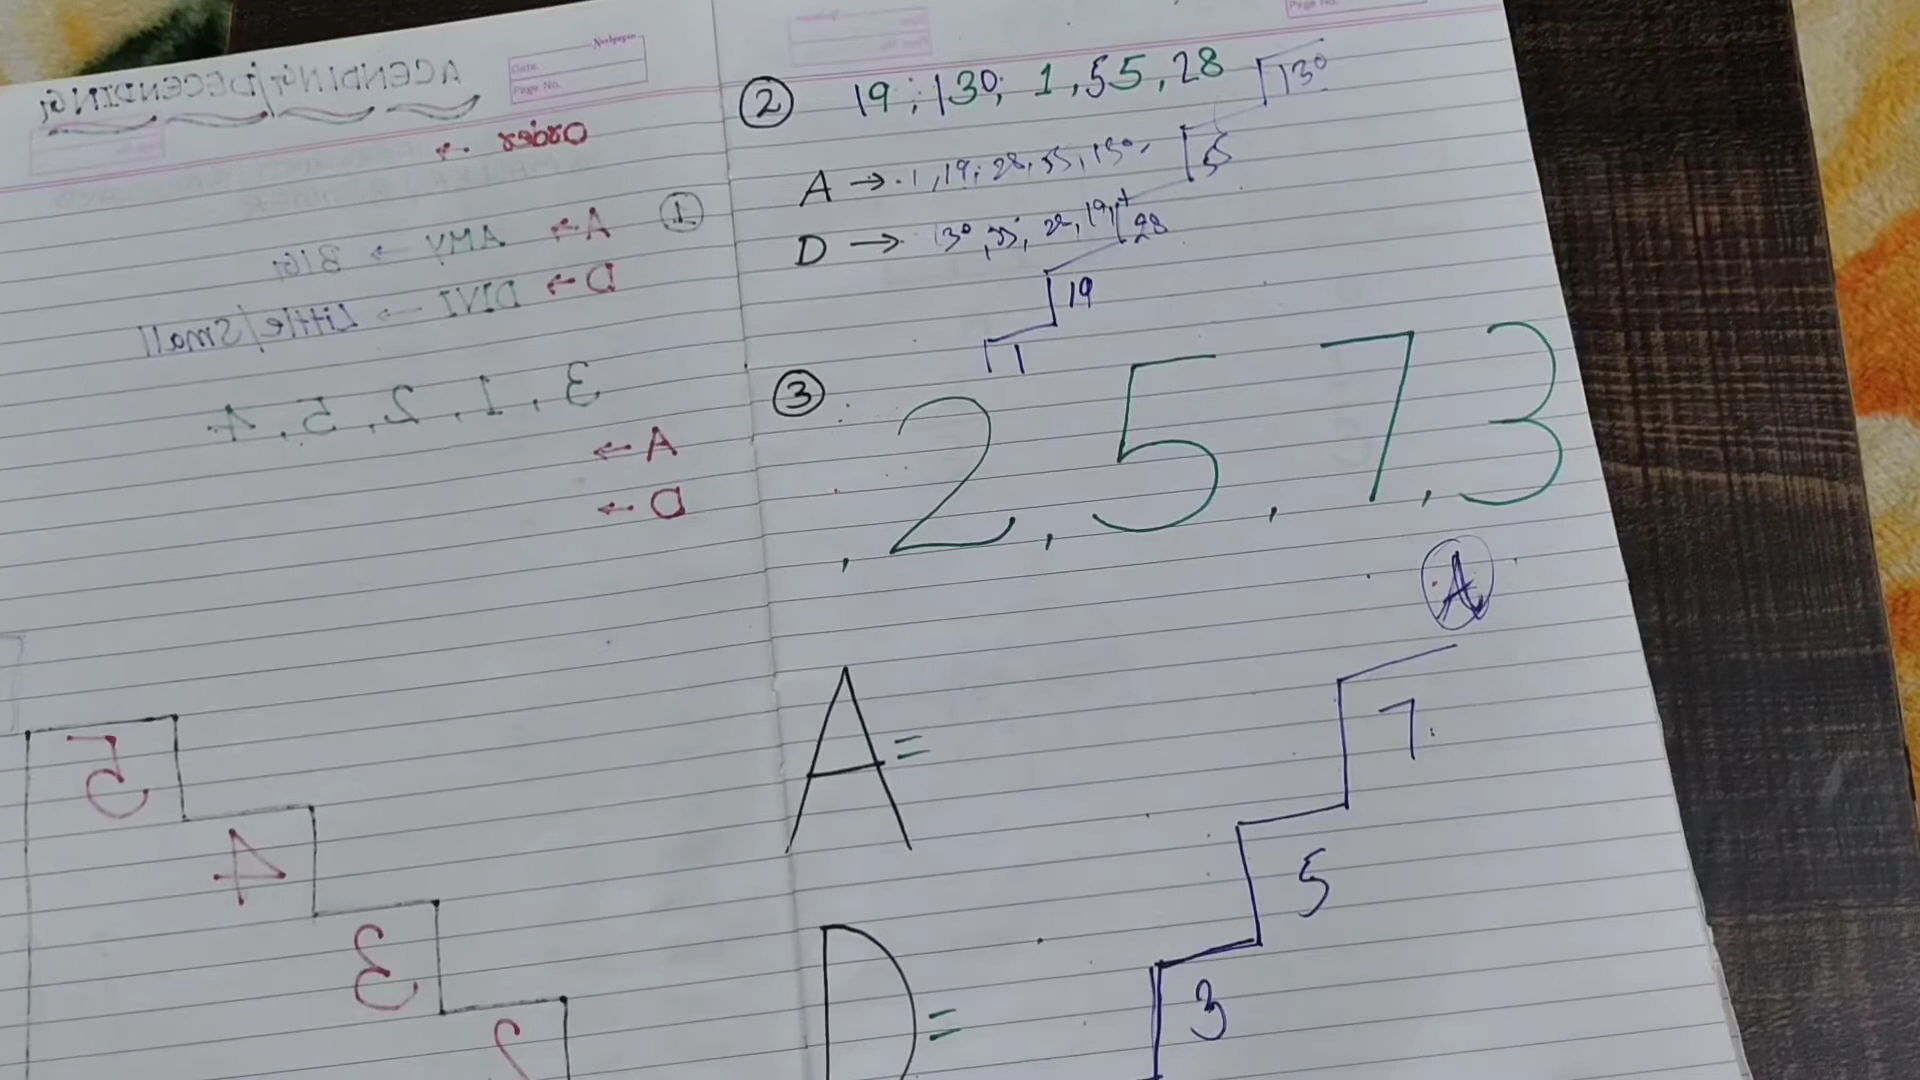 ACENDING/DECENDING
Order →
① A → AMY → BIG
D → DIVI → Little/Small
3, 1, 2, 5, 4
A →
D →
5
4
3
2
② 19, 130, 1, 55, 28
A → 1, 19, 28, 55, 130
D → 130, 55, 28, 19, 1
130
55
28
19
1
③ , 2, 5, 7, 3
A
A=
7
5
D=
3